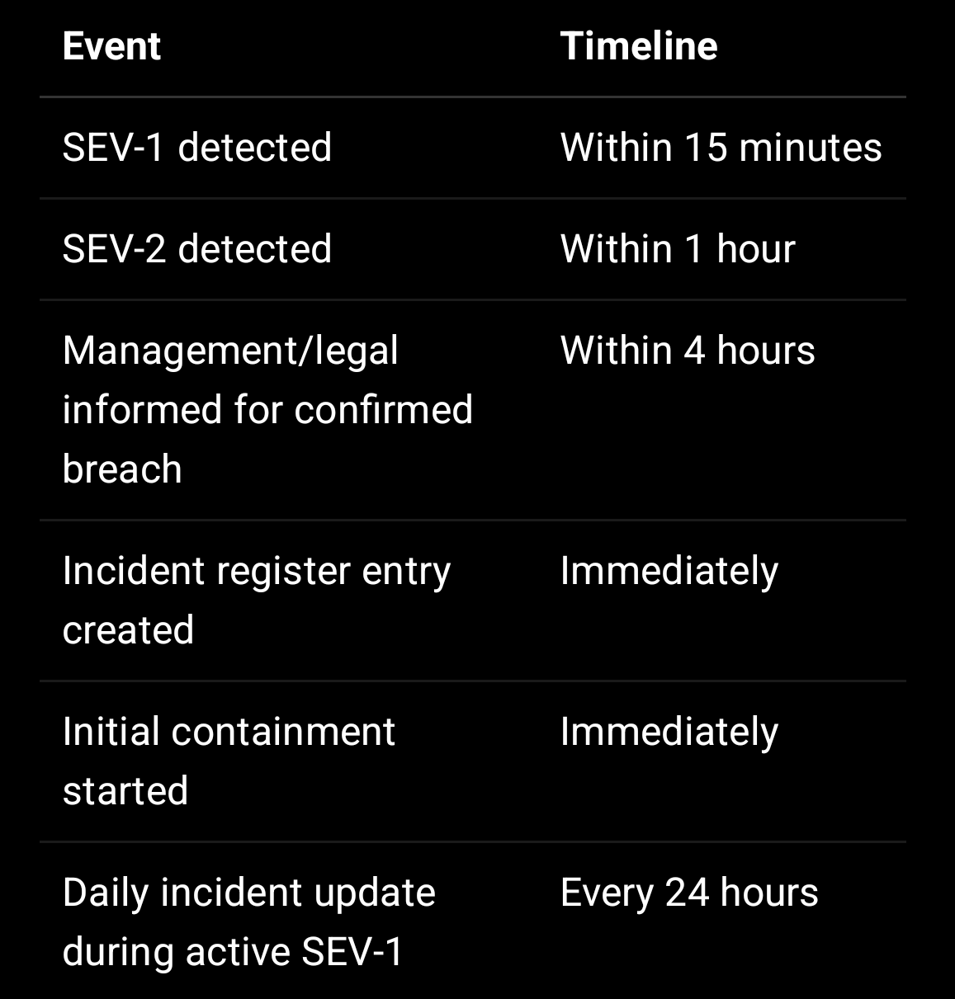 Event Timeline
SEV-1 detected Within 15 minutes
SEV-2 detected Within 1 hour
Management/legal Within 4 hours
informed for confirmed
breach
Incident register entry Immediately
created
Initial containment Immediately
started
Daily incident update Every 24 hours
during active SEV-1